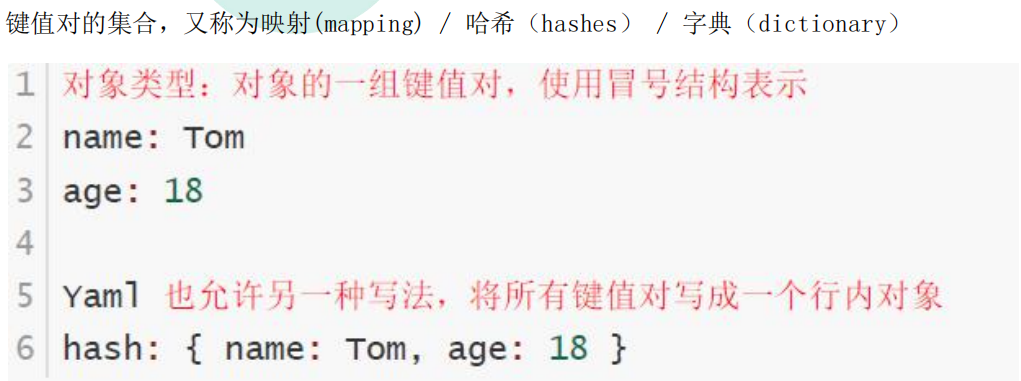 键值对的集合，又称为映射(mapping) / 哈希（hashes） / 字典（dictionary）
1 对象类型：对象的一组键值对，使用冒号结构表示
2 name: Tom
3 age: 18
4
5 Yaml 也允许另一种写法，将所有键值对写成一个行内对象
6 hash: { name: Tom, age: 18 }